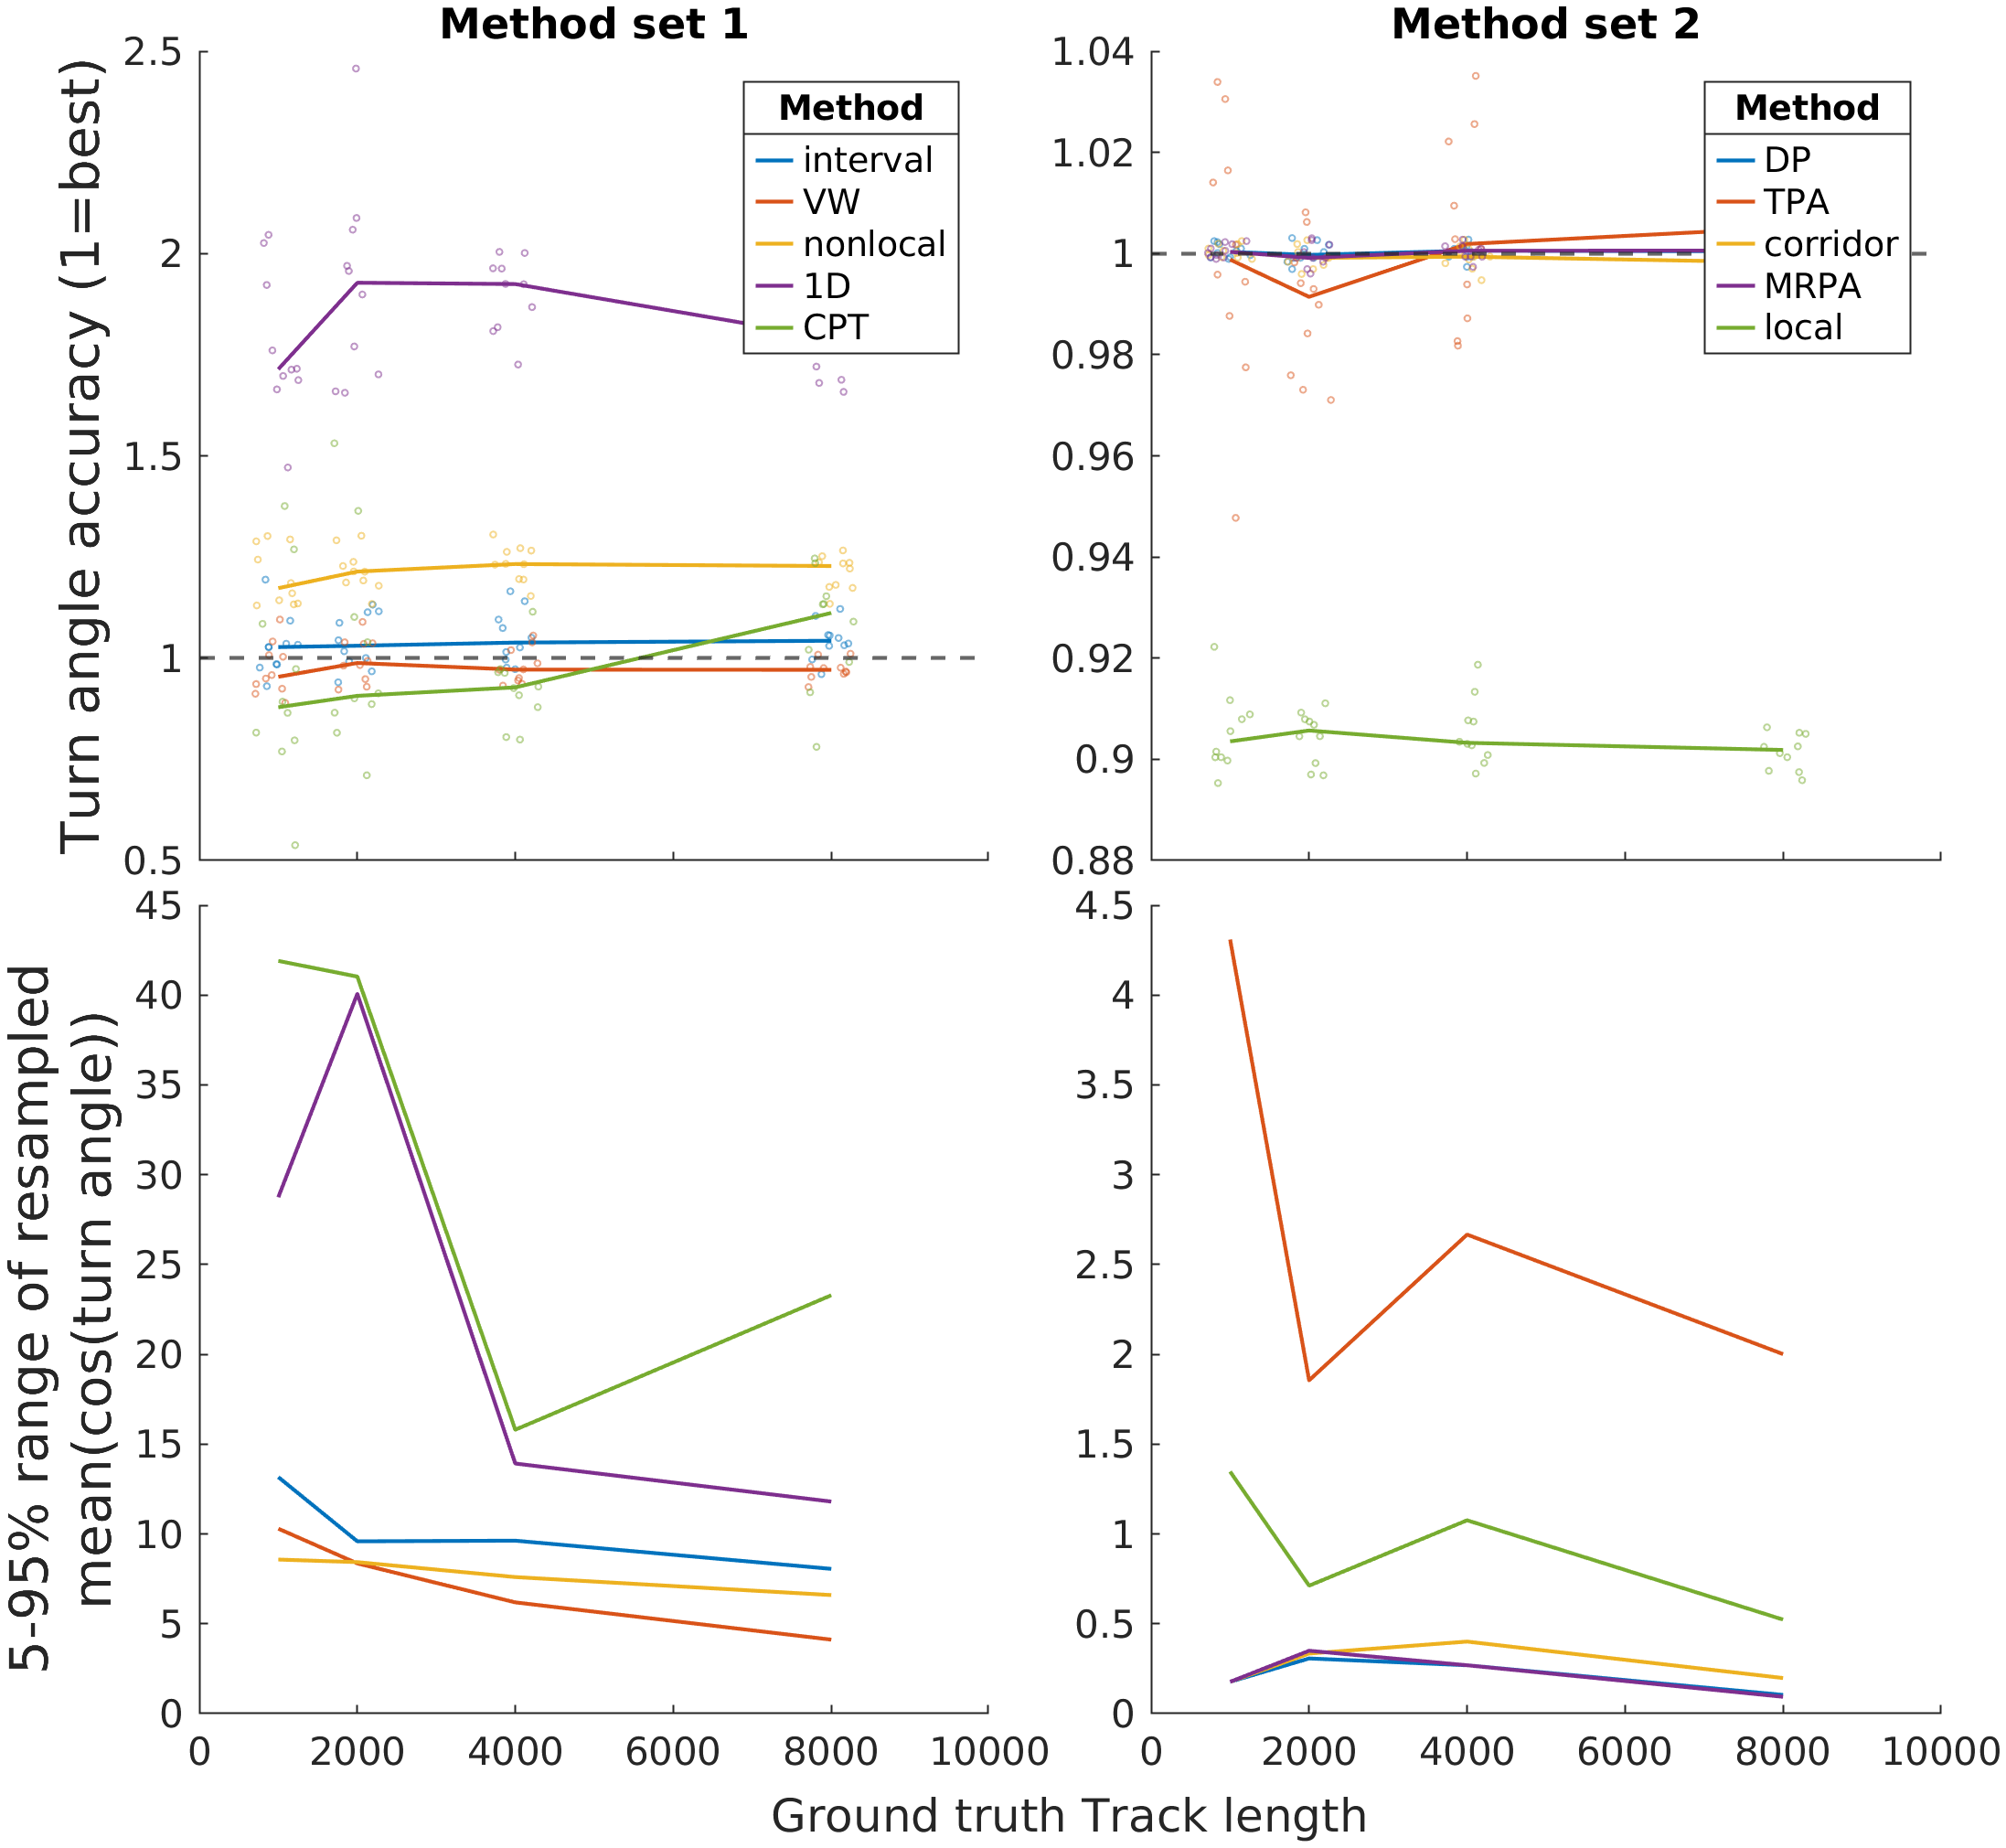 Method set 1
Method set 2
Turn angle accuracy (1=best)
2.5
2
1.5
1
0.5
Method
interval
VW
nonlocal
1D
CPT
1.04
1.02
1
0.98
0.96
0.94
0.92
0.9
0.88
Method
DP
TPA
corridor
MRPA
local
5-95% range of resampled
mean(cos(turn angle))
45
40
35
30
25
20
15
10
5
0
0 2000 4000 6000 8000 10000
4.5
4
3.5
3
2.5
2
1.5
1
0.5
0
0 2000 4000 6000 8000 10000
Ground truth Track length